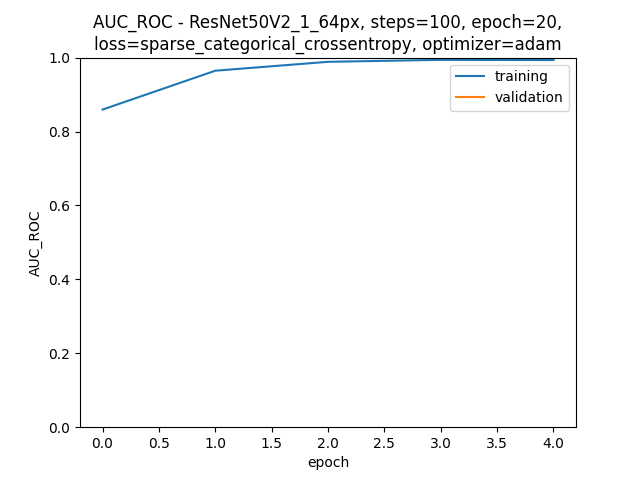 AUC_ROC - ResNet50V2_1_64px, steps=100, epoch=20,
loss=sparse_categorical_crossentropy, optimizer=adam
1.0
training
validation
0.8
0.6
AUC_ROC
0.4
0.2
0.0
0.0 0.5 1.0 1.5 2.0 2.5 3.0 3.5 4.0
epoch